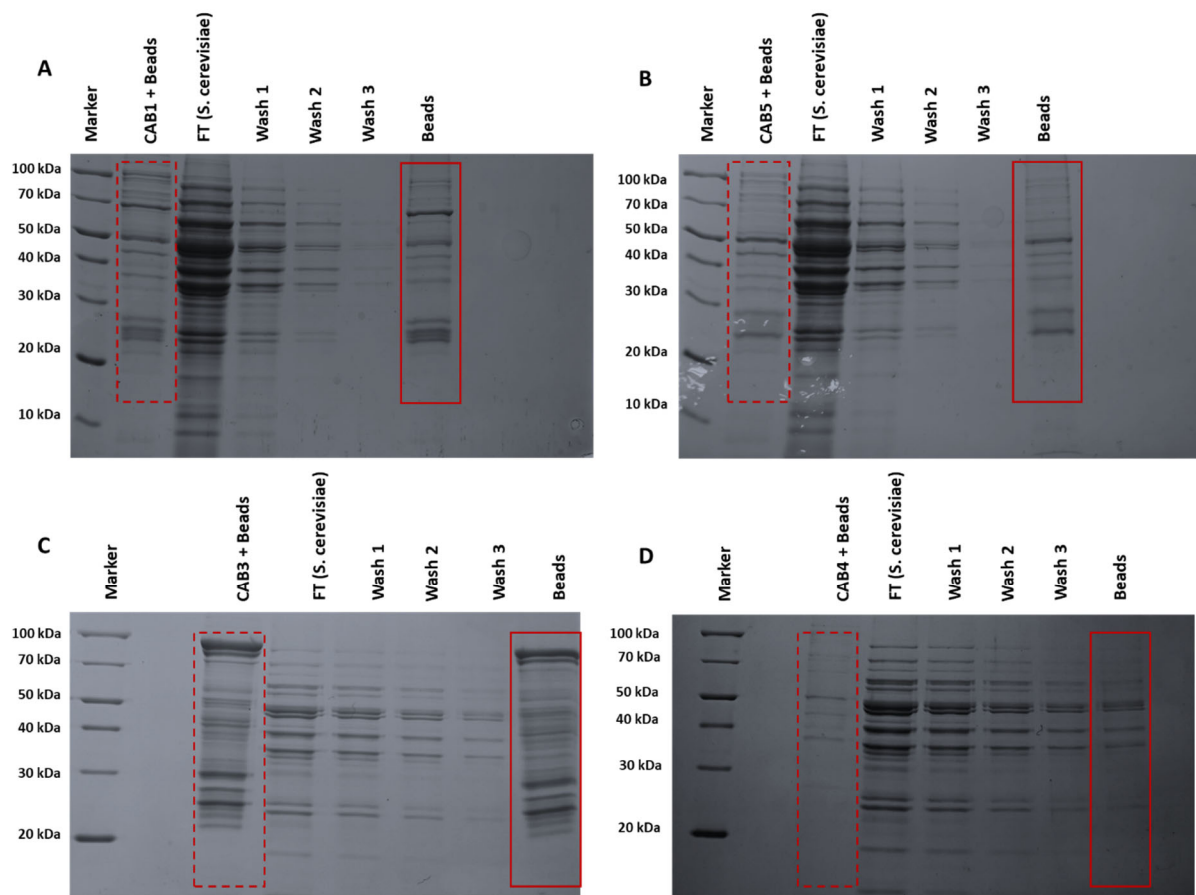 A
Marker
CAB1 + Beads
FT (S. cerevisiae)
Wash 1
Wash 2
Wash 3
Beads
100 kDa
70 kDa
50 kDa
40 kDa
30 kDa
20 kDa
10 kDa
B
Marker
CAB5 + Beads
FT (S. cerevisiae)
Wash 1
Wash 2
Wash 3
Beads
100 kDa
70 kDa
50 kDa
40 kDa
30 kDa
20 kDa
10 kDa
C
Marker
CAB3 + Beads
FT (S. cerevisiae)
Wash 1
Wash 2
Wash 3
Beads
100 kDa
70 kDa
50 kDa
40 kDa
30 kDa
20 kDa
D
Marker
CAB4 + Beads
FT (S. cerevisiae)
Wash 1
Wash 2
Wash 3
Beads
100 kDa
70 kDa
50 kDa
40 kDa
30 kDa
20 kDa